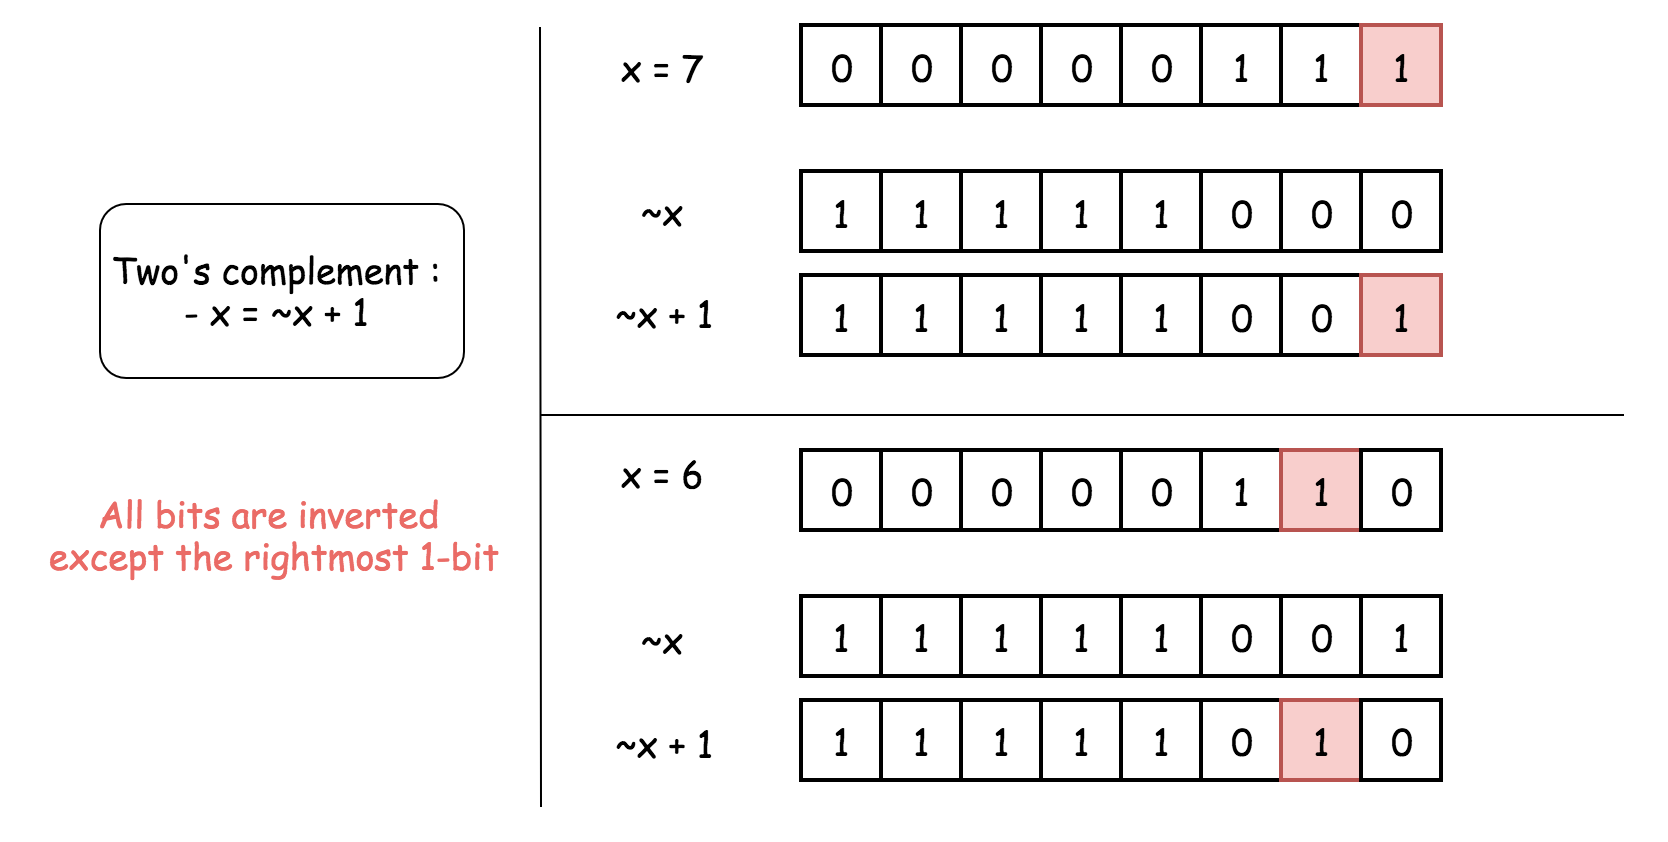 Two's complement :
- x = ~x + 1
All bits are inverted
except the rightmost 1-bit
x = 7 0 0 0 0 0 1 1 1
~x 1 1 1 1 1 0 0 0
~x + 1 1 1 1 1 1 0 0 1
x = 6 0 0 0 0 0 1 1 0
~x 1 1 1 1 1 0 0 1
~x + 1 1 1 1 1 1 0 1 0